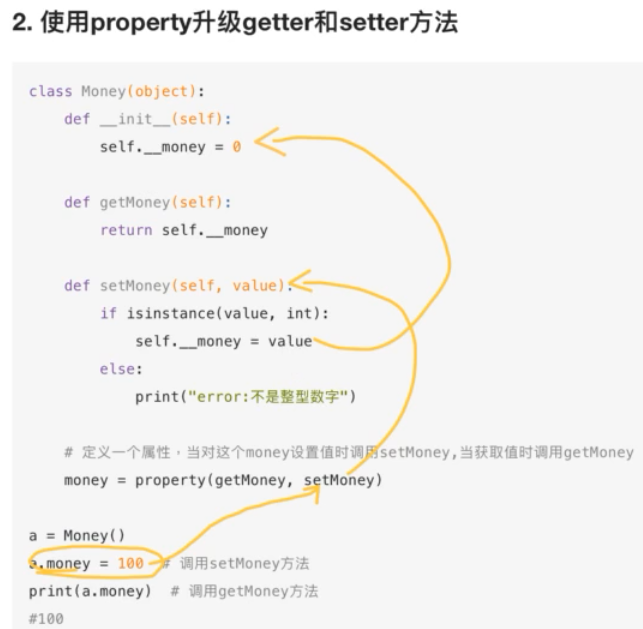 2. 使用property升级getter和setter方法
class Money(object):
    def __init__(self):
        self.__money = 0
    def getMoney(self):
        return self.__money
    def setMoney(self, value):
        if isinstance(value, int):
            self.__money = value
        else:
            print("error:不是整型数字")
    # 定义一个属性，当对这个money设置值时调用setMoney,当获取值时调用getMoney
    money = property(getMoney, setMoney)
a = Money()
a.money = 100  # 调用setMoney方法
print(a.money)  # 调用getMoney方法
#100